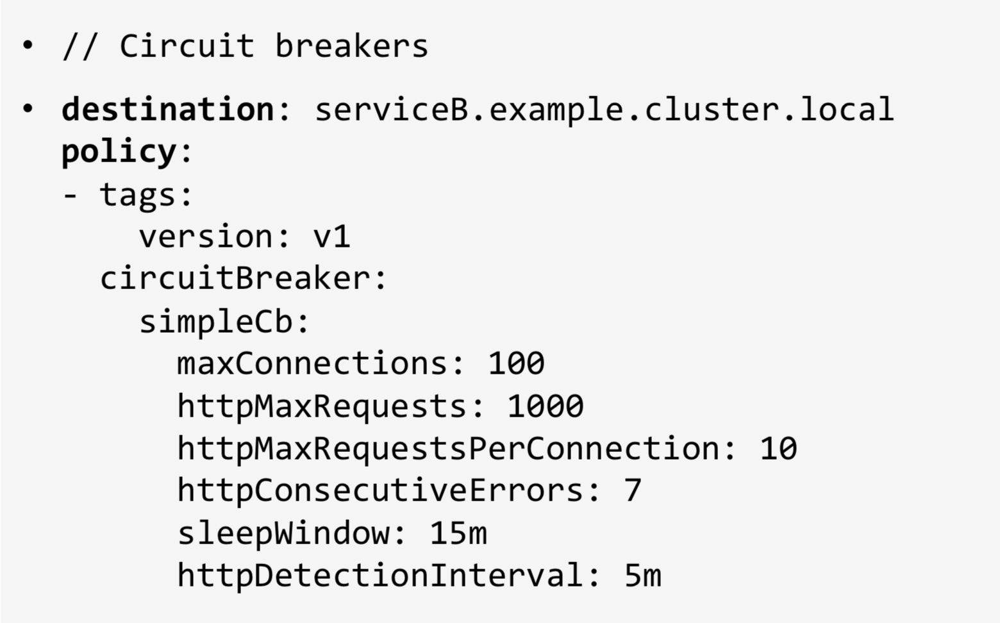 • // Circuit breakers
• destination: serviceB.example.cluster.local
policy:
- tags:
    version: v1
  circuitBreaker:
    simpleCb:
      maxConnections: 100
      httpMaxRequests: 1000
      httpMaxRequestsPerConnection: 10
      httpConsecutiveErrors: 7
      sleepWindow: 15m
      httpDetectionInterval: 5m